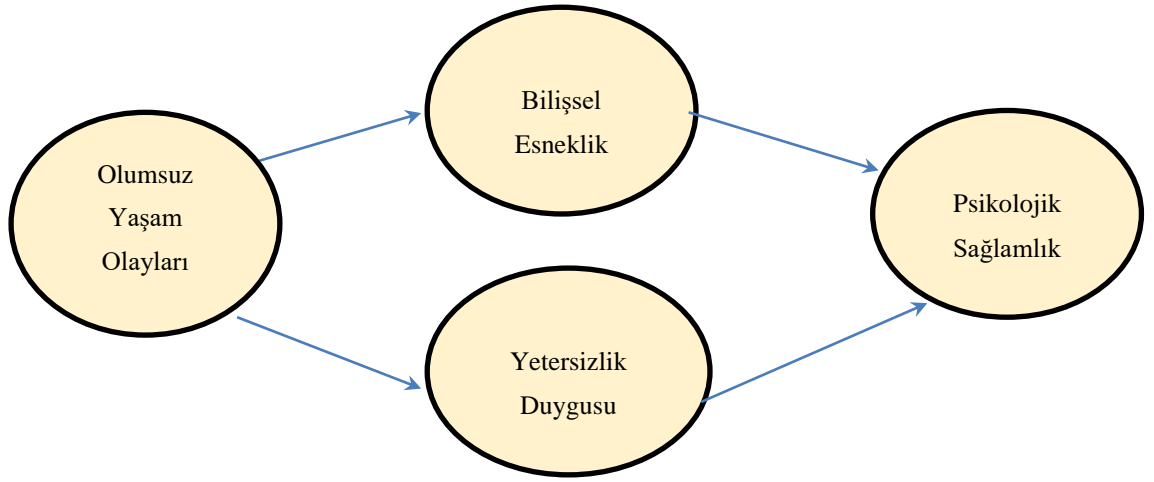 Olumsuz
Yaşam
Olayları
Bilişsel
Esneklik
Yetersizlik
Duygusu
Psikolojik
Sağlamlık